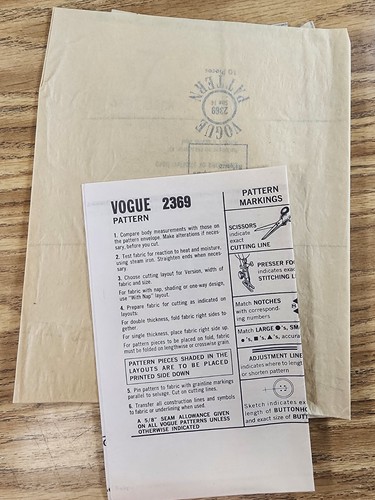 VOGUE
PATTERN
2369
VOGUE 2369
PATTERN
1. Compare body measurements with those on
the pattern envelope. Make alterations if neces-
sary, before you cut.
2. Test fabric for reaction to heat and moisture,
using steam iron. Straighten ends when neces-
sary.
3. Choose cutting layout for Version, width of
fabric and size.
For fabric with nap, shading or one-way design,
use "With Nap" layout.
4. Prepare fabric for cutting as indicated on
layouts.
For double thickness, fold fabric right sides to-
gether.
For single thickness, place fabric right side up.
For pattern pieces to be placed on fold, fabric
must be folded on lengthwise or crosswise grain.
PATTERN PIECES SHADED IN THE
LAYOUTS ARE TO BE PLACED
PRINTED SIDE DOWN
5. Pin pattern to fabric with grainline markings
parallel to selvage. Cut on cutting lines.
6. Transfer all construction lines and symbols
to fabric or underlining when used.
A 5/8" SEAM ALLOWANCE GIVEN
ON ALL VOGUE PATTERNS UNLESS
OTHERWISE INDICATED
PATTERN
MARKINGS
SCISSORS
indicate
exact
CUTTING LINE
PRESSER FO
indicates exac
STITCHING L
Match NOTCHES
with correspond-
ing numbers
Match LARGE ●'s, SM
●'s, ■'s, ▲'s, accura
ADJUSTMENT LINE
indicates where to length
or shorten pattern
Sketch indicates ex
length of BUTTONH
and exact size of BUTT